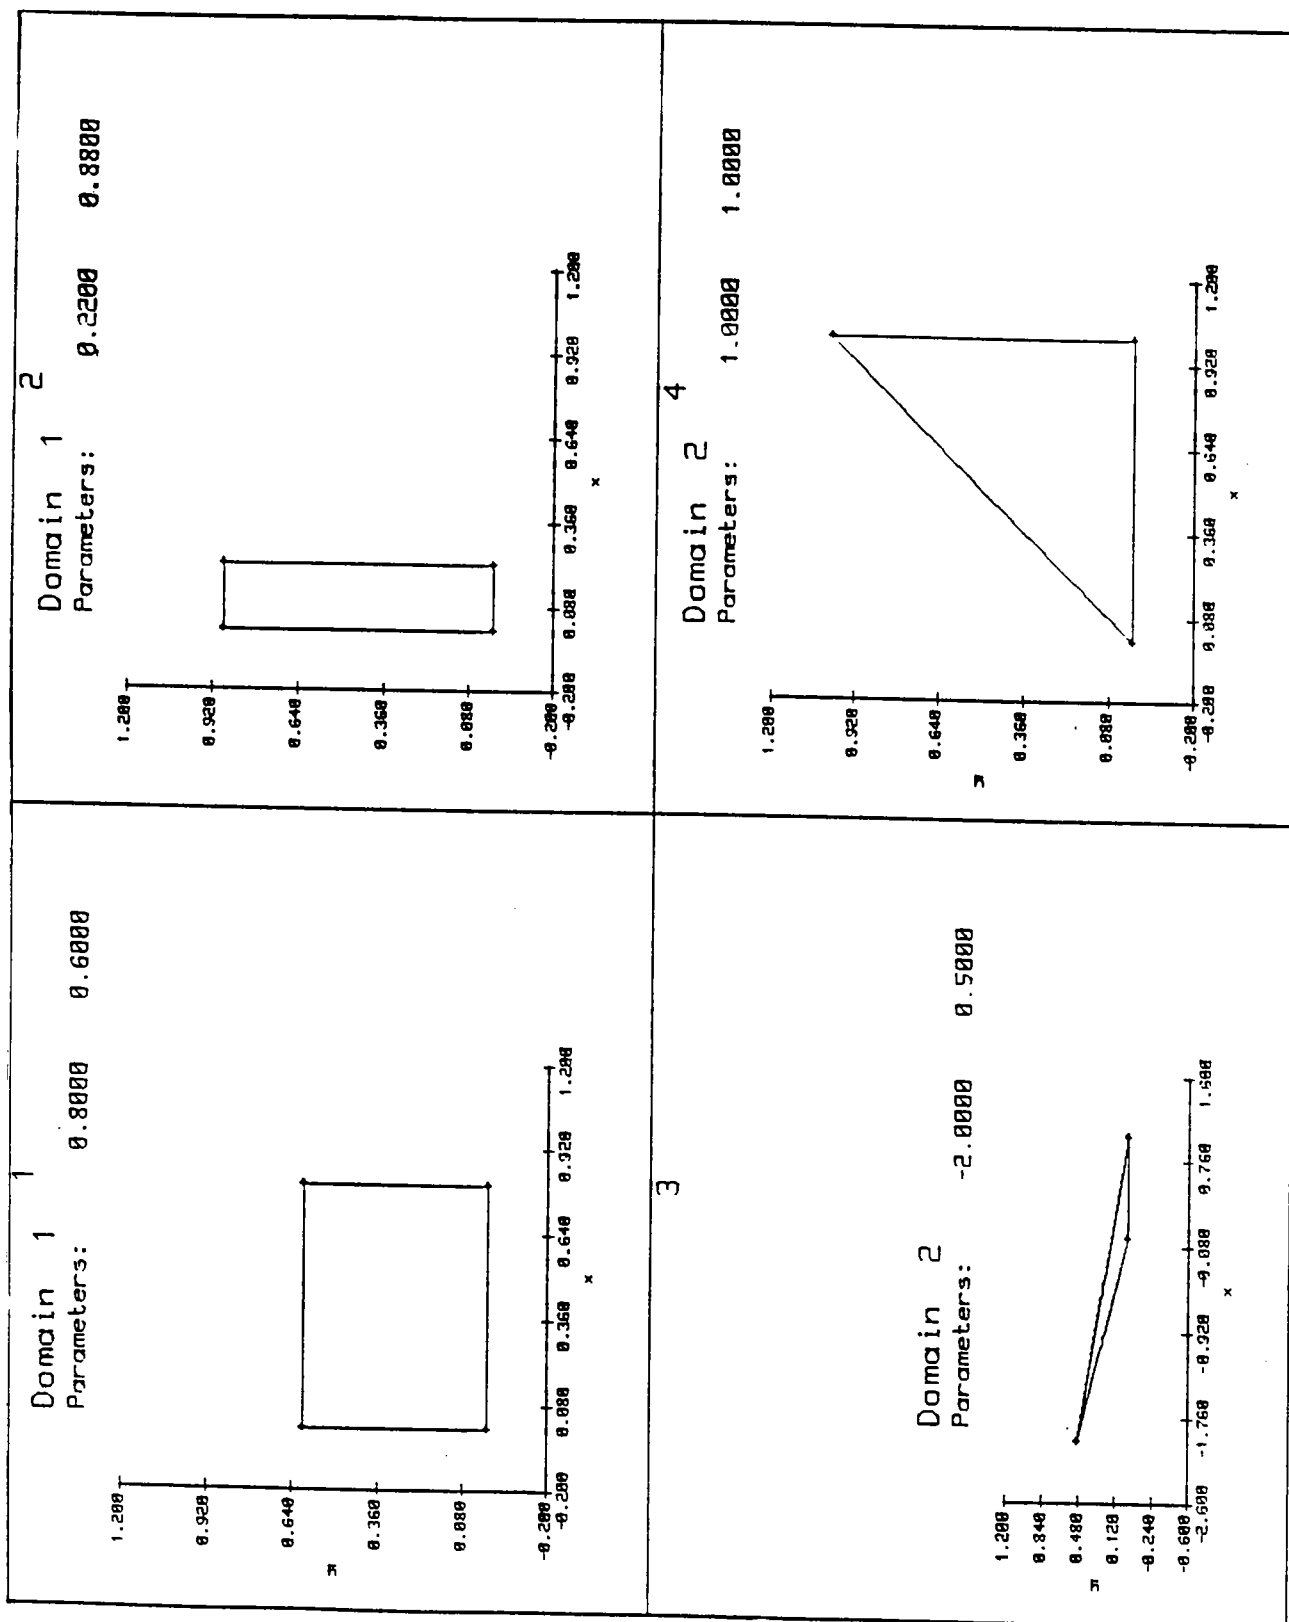 1
Domain 1
Parameters: 0.8000 0.6000
1.200
0.920
0.640
y
0.360
0.080
-0.200
-0.200 0.080 0.360 0.640 0.920 1.200
x
2
Domain 1
Parameters: 0.2200 0.8800
1.200
0.920
0.640
0.360
0.080
-0.200
-0.200 0.080 0.360 0.640 0.920 1.200
x
3
Domain 2
Parameters: -2.0000 0.5000
1.200
0.840
0.480
y
0.120
-0.240
-0.600
-2.600 -1.760 -0.920 -0.080 0.760 1.600
x
4
Domain 2
Parameters: 1.0000 1.0000
1.200
0.920
0.640
y
0.360
0.080
-0.200
-0.200 0.080 0.360 0.640 0.920 1.200
x